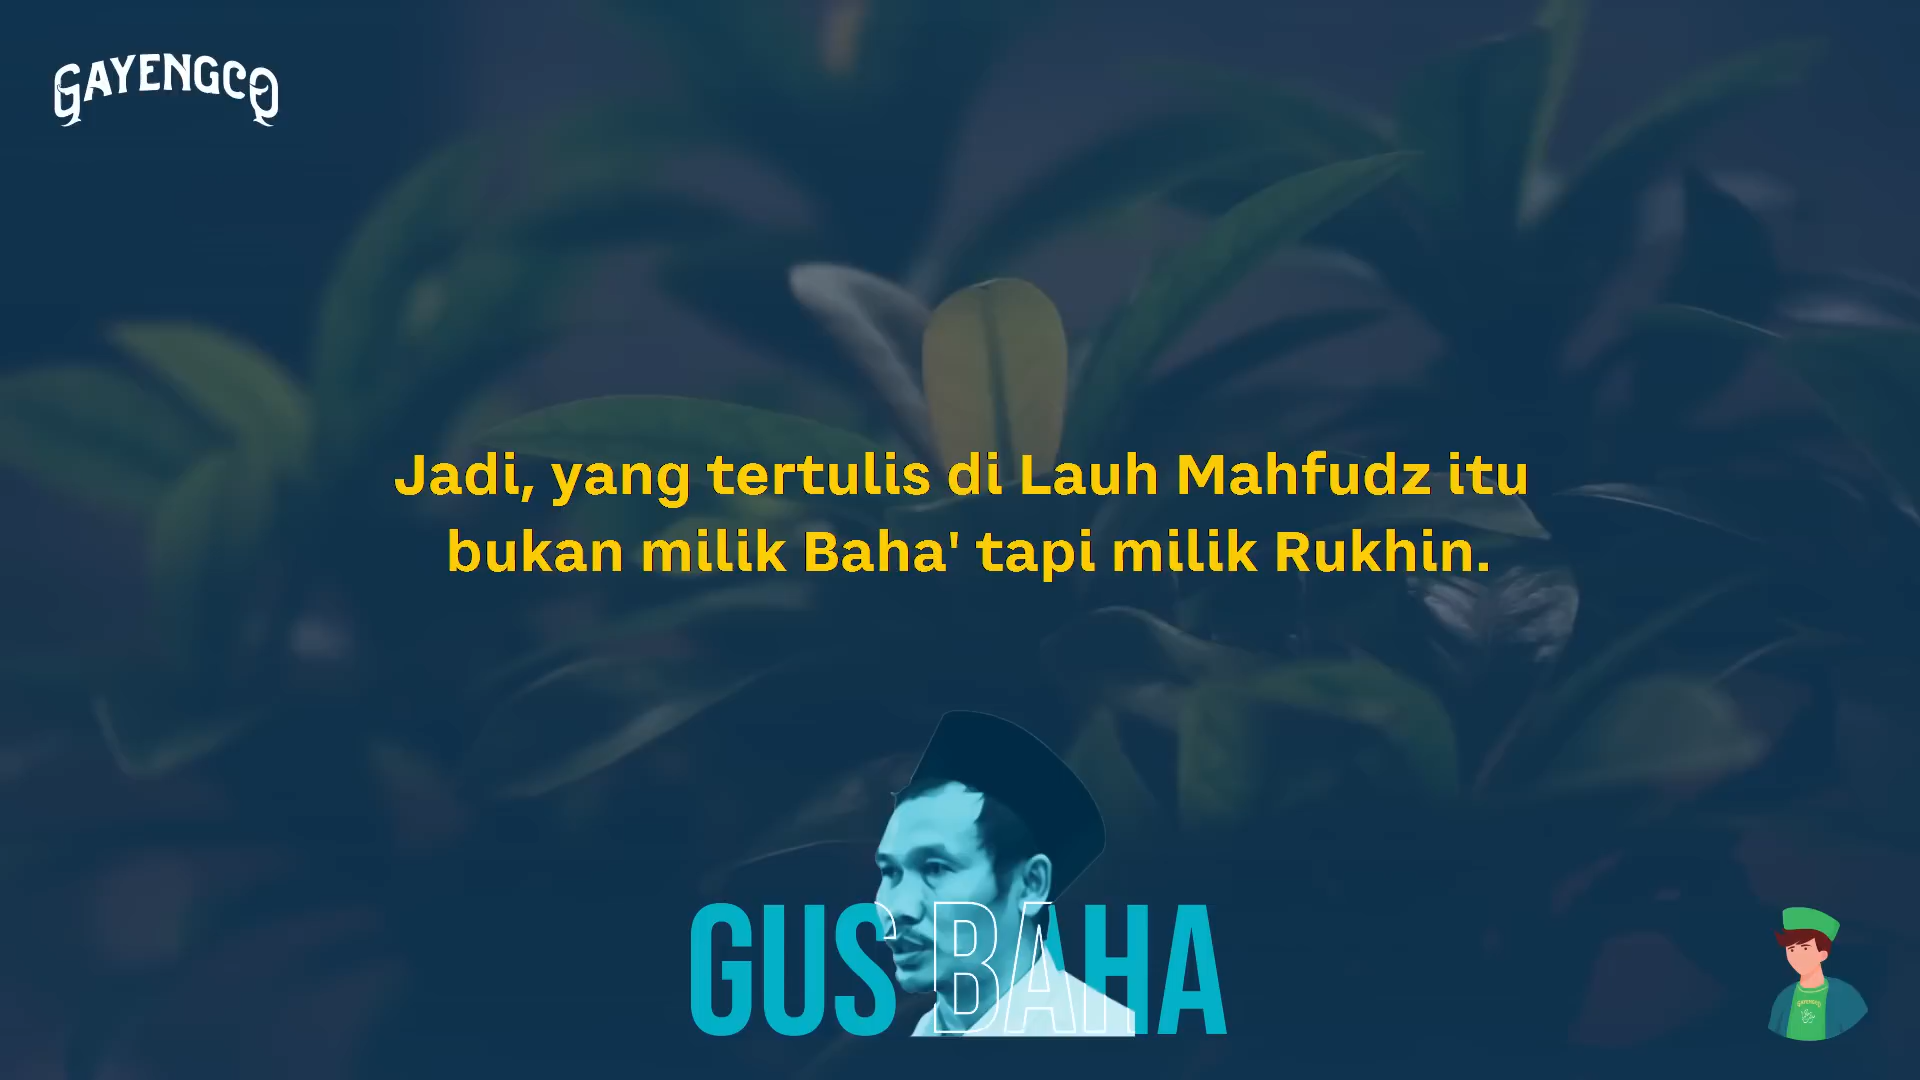 GAYENGCO
Jadi, yang tertulis di Lauh Mahfudz itu
bukan milik Baha' tapi milik Rukhin.
GUS BAHA